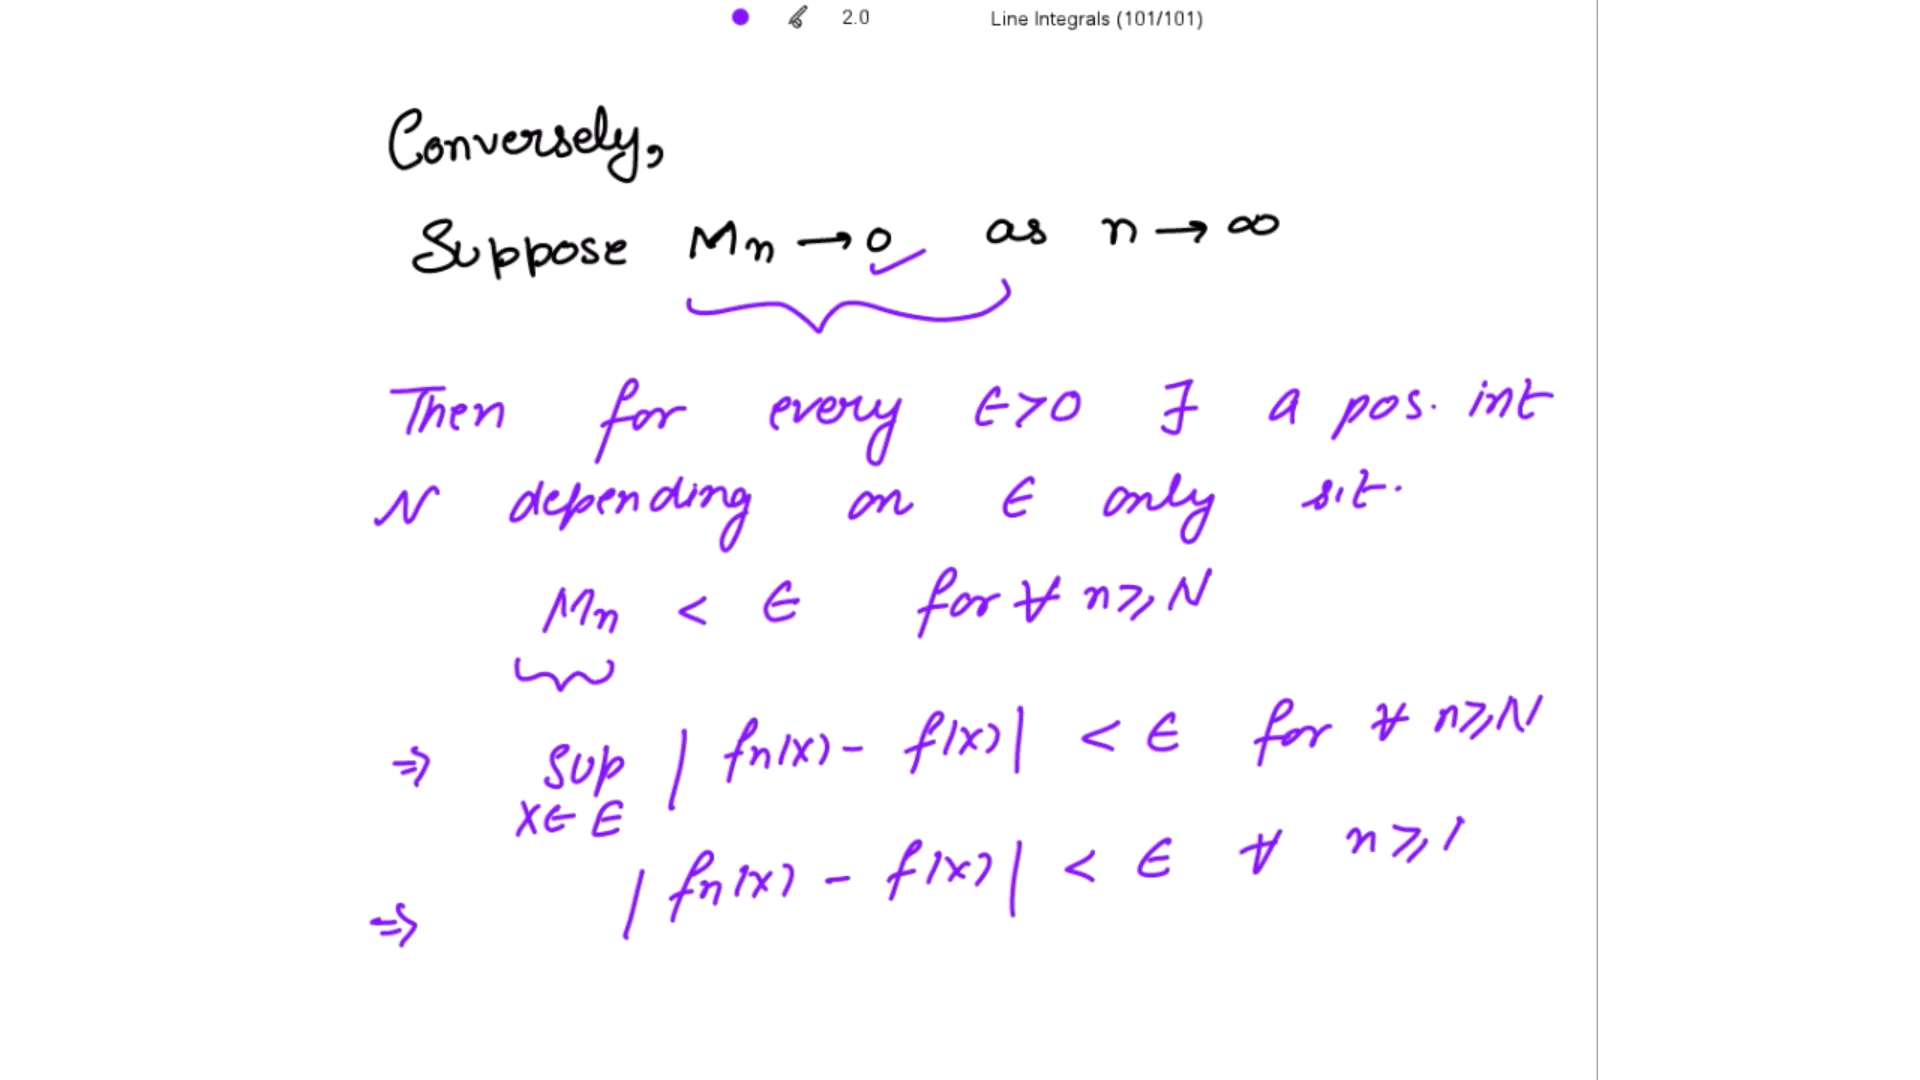 2.0 Line Integrals (101/101)
Conversely,
Suppose Mn → 0 as n → ∞
Then for every ϵ>0 ∃ a pos. int
N depending on ϵ only s.t.
Mn < ϵ for ∀ n⩾N
⇒ sup | fn(x) - f(x)| < ϵ for ∀ n⩾N
x∈E
⇒ | fn(x) - f(x)| < ϵ ∀ n⩾